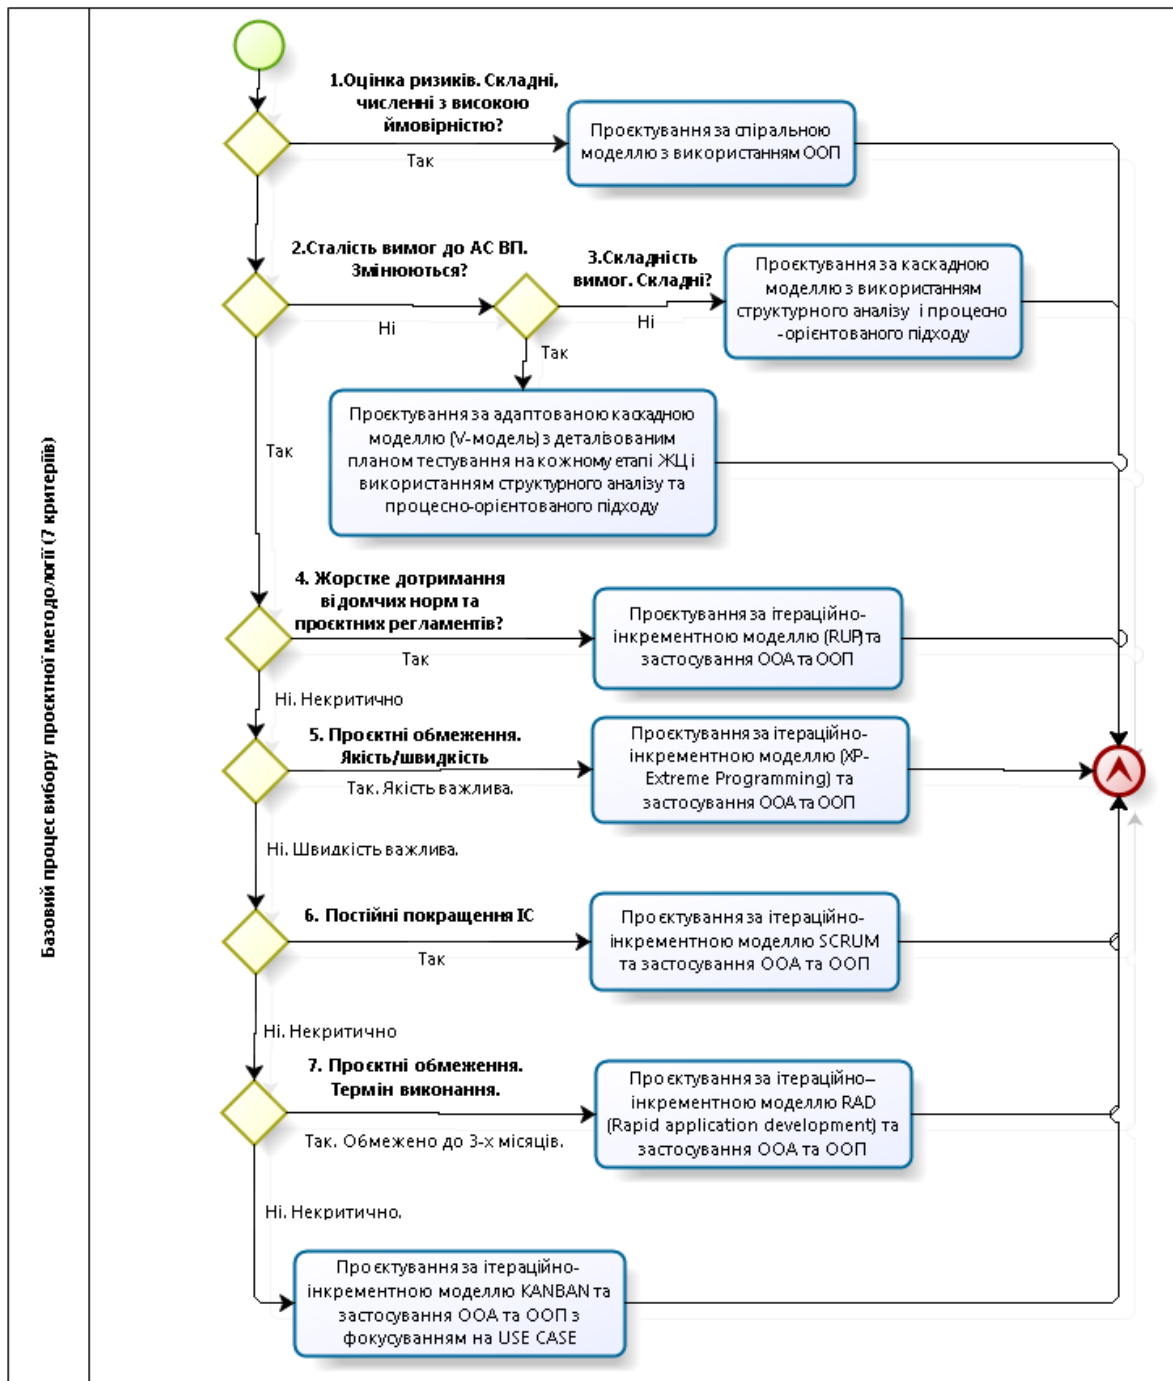 Базовий процес вибору проєктної методології (7 критеріїв)
1.Оцінка ризиків. Складні,
численні з високою
ймовірністю?
Так
Проєктування за спіральною
моделлю з використанням ООП
2.Сталість вимог до АС ВП.
Змінюються?
Ні
3.Складність
вимог. Складні?
Ні
Проєктування за каскадною
моделлю з використанням
структурного аналізу і процесно
-орієнтованого підходу
Так
Проєктування за адаптованою каскадною
моделлю (V-модель) з деталізованим
планом тестування на кожному етапі ЖЦ і
використанням структурного аналізу та
процесно-орієнтованого підходу
Так
4. Жорстке дотримання
відомчих норм та
проєктних регламентів?
Так
Проєктування за ітераційно-
інкрементною моделлю (RUP) та
застосування ООА та ООП
Ні. Некритично
5. Проєктні обмеження.
Якість/швидкість
Так. Якість важлива.
Проєктування за ітераційно-
інкрементною моделлю (XP-
Extreme Programming) та
застосування ООА та ООП
Ні. Швидкість важлива.
6. Постійні покращення ІС
Так
Проєктування за ітераційно-
інкрементною моделлю SCRUM
та застосування ООА та ООП
Ні. Некритично
7. Проєктні обмеження.
Термін виконання.
Так. Обмежено до 3-х місяців.
Проєктування за ітераційно–
інкрементною моделлю RAD
(Rapid application development) та
застосування ООА та ООП
Ні. Некритично.
Проєктування за ітераційно-
інкрементною моделлю KANBAN та
застосування ООА та ООП з
фокусуванням на USE CASE